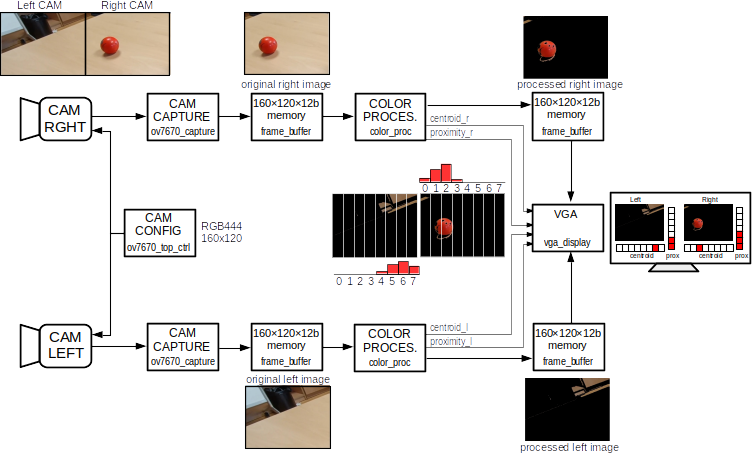 Left CAM Right CAM
original right image
processed right image
CAM
RGHT
CAM
CAPTURE
ov7670_capture
160×120×12b
memory
frame_buffer
COLOR
PROCES.
color_proc
centroid_r
proximity_r
160×120×12b
memory
frame_buffer
0 1 2 3 4 5 6 7
CAM
CONFIG
ov7670_top_ctrl
RGB444
160x120
VGA
vga_display
Left Right
centroid prox centroid prox
0 1 2 3 4 5 6 7
CAM
LEFT
CAM
CAPTURE
ov7670_capture
160×120×12b
memory
frame_buffer
COLOR
PROCES.
color_proc
centroid_l
proximity_l
160×120×12b
memory
frame_buffer
original left image
processed left image